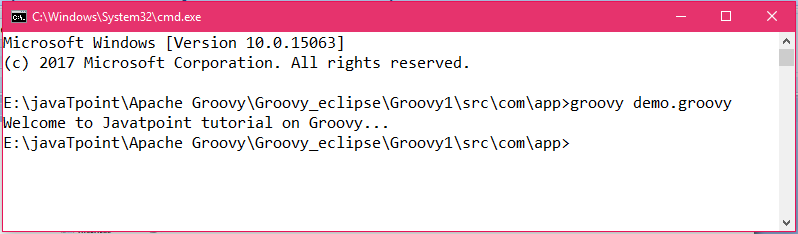 C:\Windows\System32\cmd.exe
Microsoft Windows [Version 10.0.15063]
(c) 2017 Microsoft Corporation. All rights reserved.
E:\javaTpoint\Apache Groovy\Groovy_eclipse\Groovy1\src\com\app>groovy demo.groovy
Welcome to Javatpoint tutorial on Groovy...
E:\javaTpoint\Apache Groovy\Groovy_eclipse\Groovy1\src\com\app>